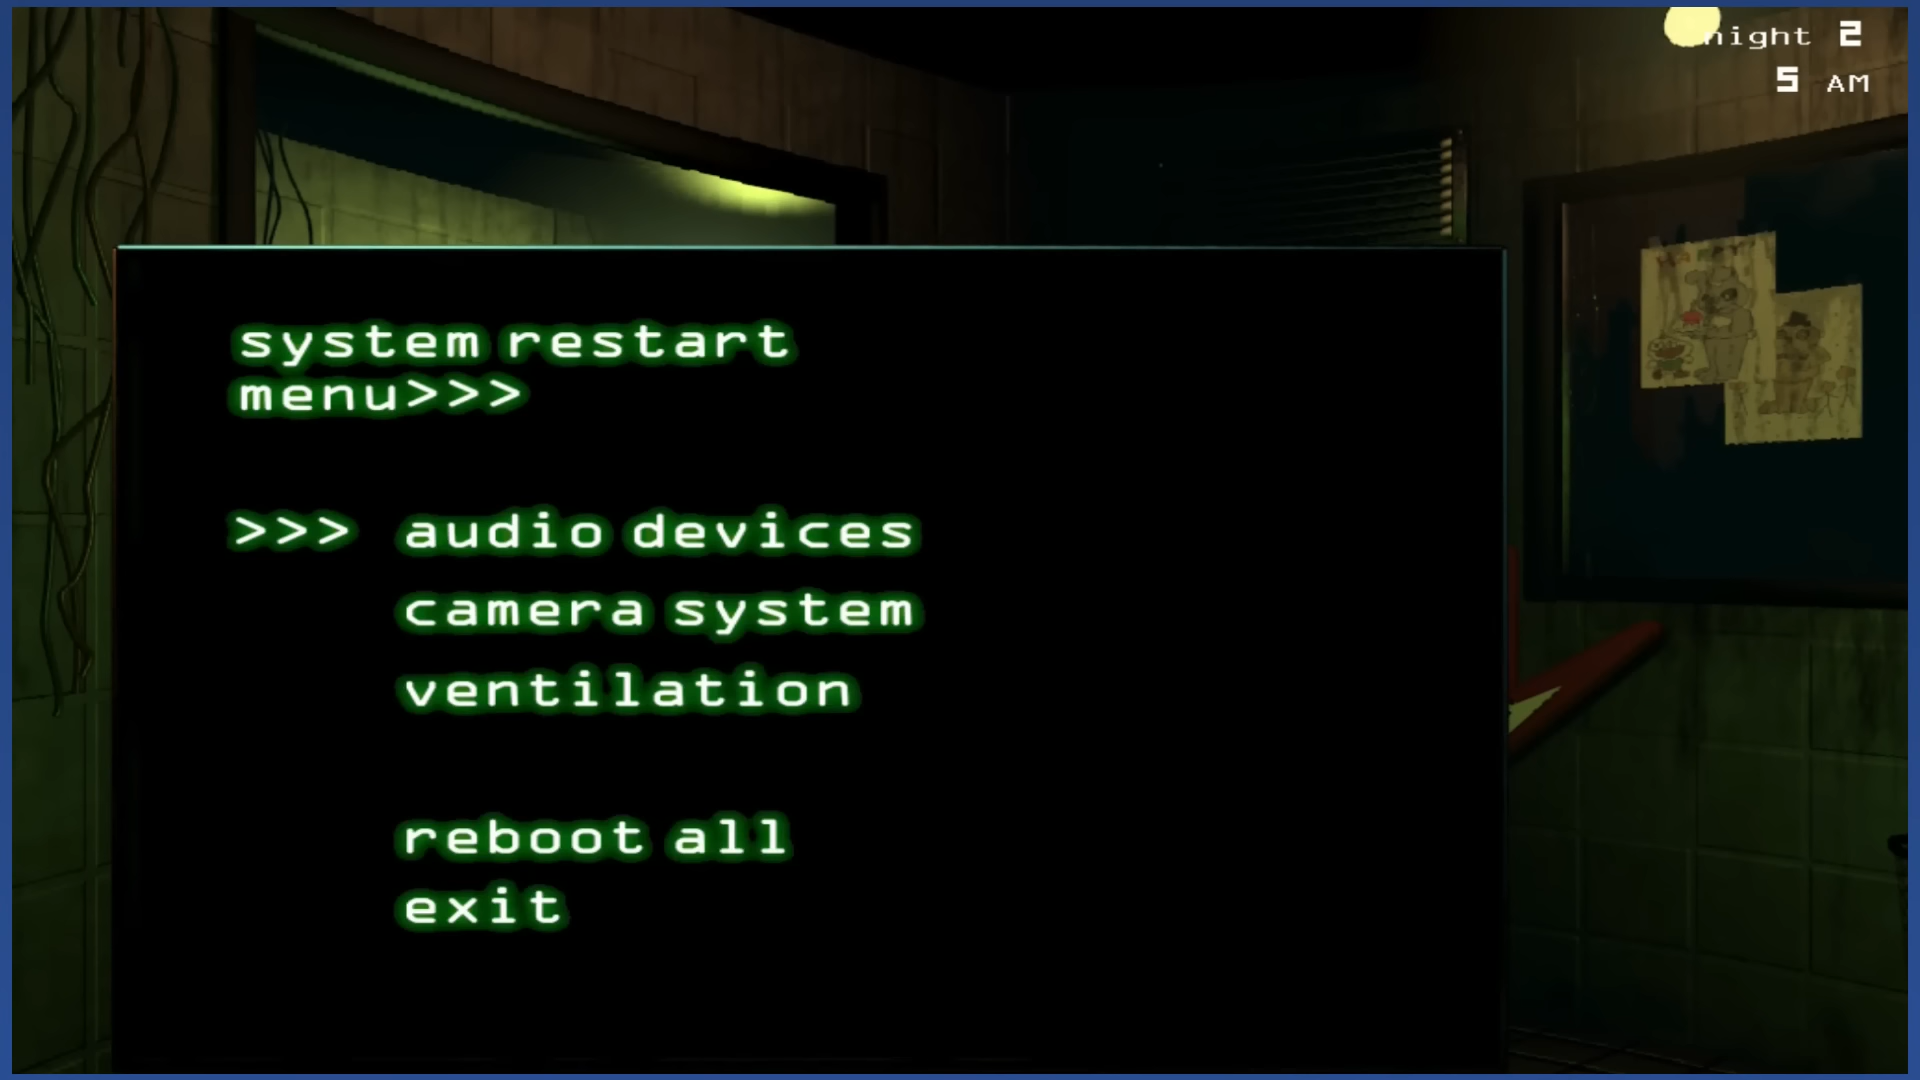 night 2
5 AM
system restart
menu>>>
>>> audio devices
camera system
ventilation
reboot all
exit